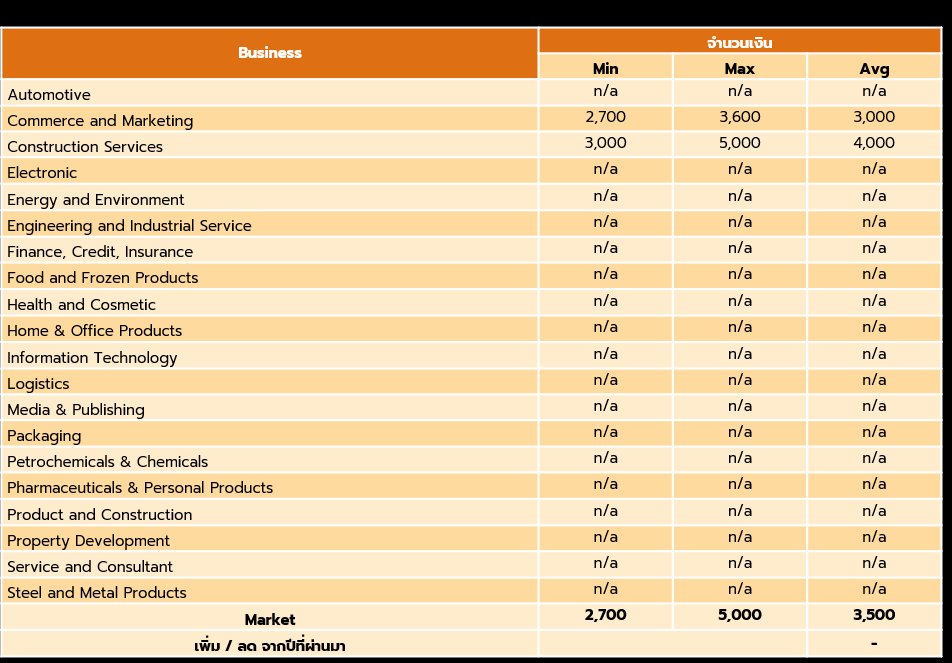 Business จำนวนเงิน
Min Max Avg
Automotive n/a n/a n/a
Commerce and Marketing 2,700 3,600 3,000
Construction Services 3,000 5,000 4,000
Electronic n/a n/a n/a
Energy and Environment n/a n/a n/a
Engineering and Industrial Service n/a n/a n/a
Finance, Credit, Insurance n/a n/a n/a
Food and Frozen Products n/a n/a n/a
Health and Cosmetic n/a n/a n/a
Home & Office Products n/a n/a n/a
Information Technology n/a n/a n/a
Logistics n/a n/a n/a
Media & Publishing n/a n/a n/a
Packaging n/a n/a n/a
Petrochemicals & Chemicals n/a n/a n/a
Pharmaceuticals & Personal Products n/a n/a n/a
Product and Construction n/a n/a n/a
Property Development n/a n/a n/a
Service and Consultant n/a n/a n/a
Steel and Metal Products n/a n/a n/a
Market 2,700 5,000 3,500
เพิ่ม / ลด จากปีที่ผ่านมา -